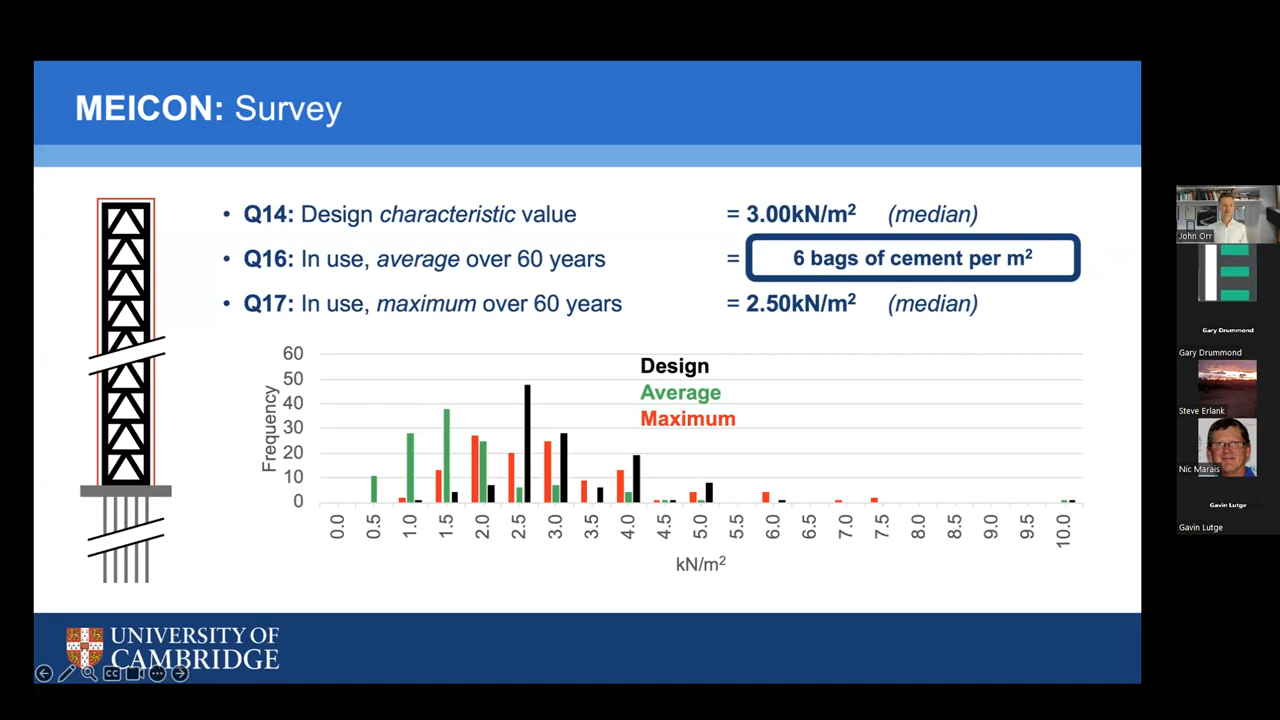 MEICON: Survey
• Q14: Design characteristic value = 3.00kN/m² (median)
• Q16: In use, average over 60 years = 6 bags of cement per m²
• Q17: In use, maximum over 60 years = 2.50kN/m² (median)
60
50
40
30
20
10
0
Frequency
Design
Average
Maximum
0.0 0.5 1.0 1.5 2.0 2.5 3.0 3.5 4.0 4.5 5.0 5.5 6.0 6.5 7.0 7.5 8.0 8.5 9.0 9.5 10.0
kN/m²
UNIVERSITY OF
CAMBRIDGE
CC
John Orr
Gary Drummond
Gary Drummond
Steve Erlank
Nic Marais
Gavin Lutge
Gavin Lutge